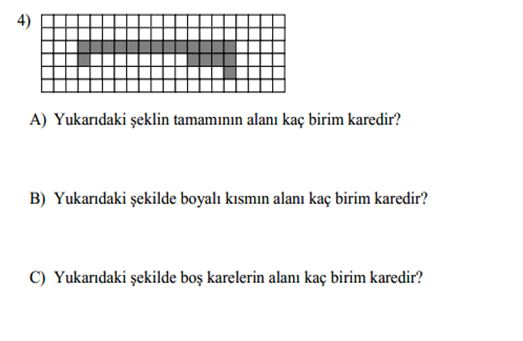 4)
A) Yukarıdaki şeklin tamamının alanı kaç birim karedir?
B) Yukarıdaki şekilde boyalı kısmın alanı kaç birim karedir?
C) Yukarıdaki şekilde boş karelerin alanı kaç birim karedir?